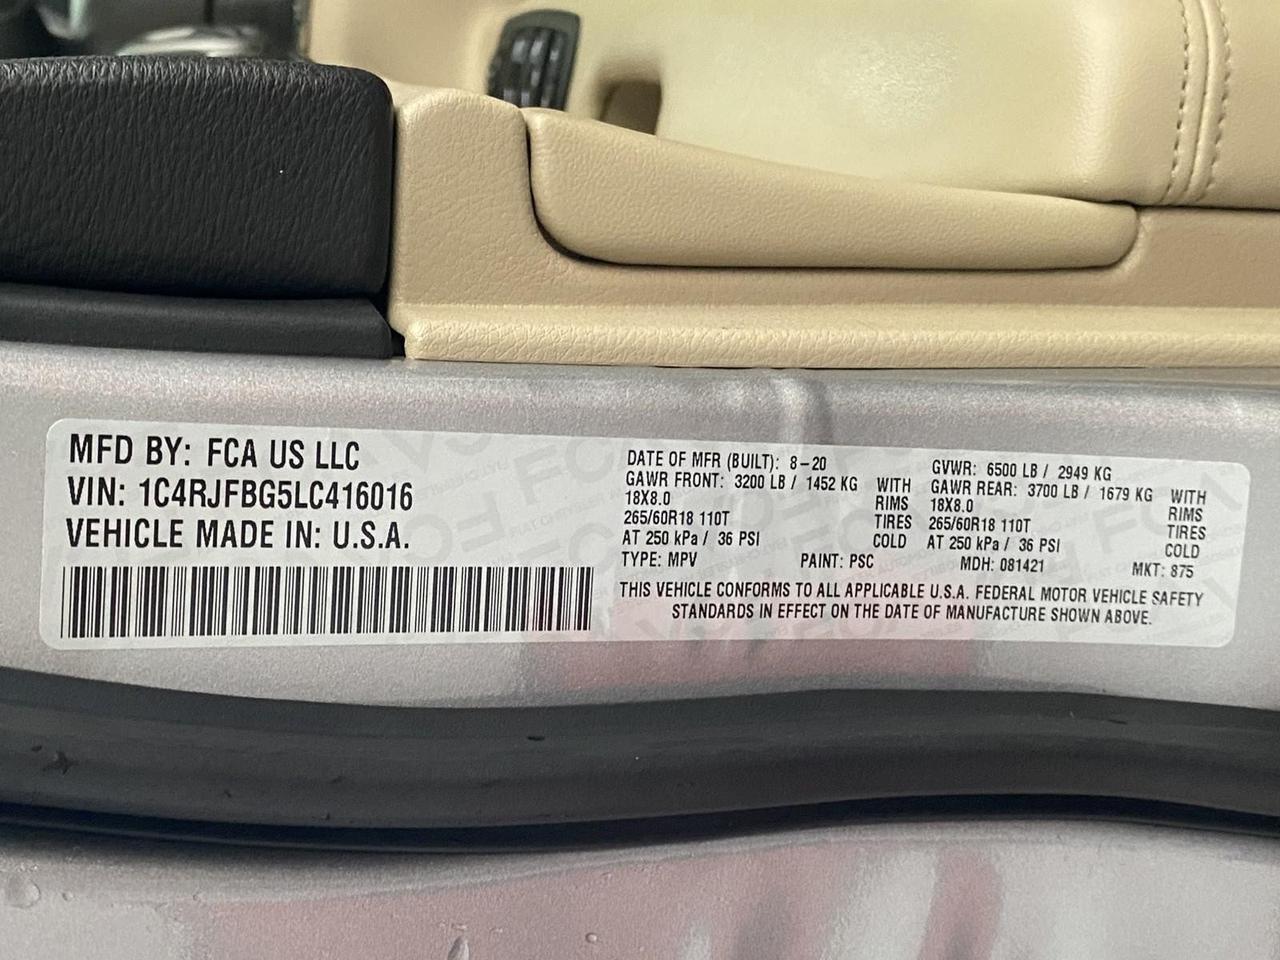 MFD BY: FCA US LLC
VIN: 1C4RJFBG5LC416016
VEHICLE MADE IN: U.S.A.
DATE OF MFR (BUILT): 8-20
GAWR FRONT: 3200 LB / 1452 KG WITH
18X8.0 RIMS
265/60R18 110T TIRES
AT 250 kPa / 36 PSI COLD
TYPE: MPV PAINT: PSC
GVWR: 6500 LB / 2949 KG
GAWR REAR: 3700 LB / 1679 KG WITH
18X8.0 RIMS
265/60R18 110T TIRES
AT 250 kPa / 36 PSI COLD
MDH: 081421 MKT: 875
THIS VEHICLE CONFORMS TO ALL APPLICABLE U.S.A. FEDERAL MOTOR VEHICLE SAFETY
STANDARDS IN EFFECT ON THE DATE OF MANUFACTURE SHOWN ABOVE.